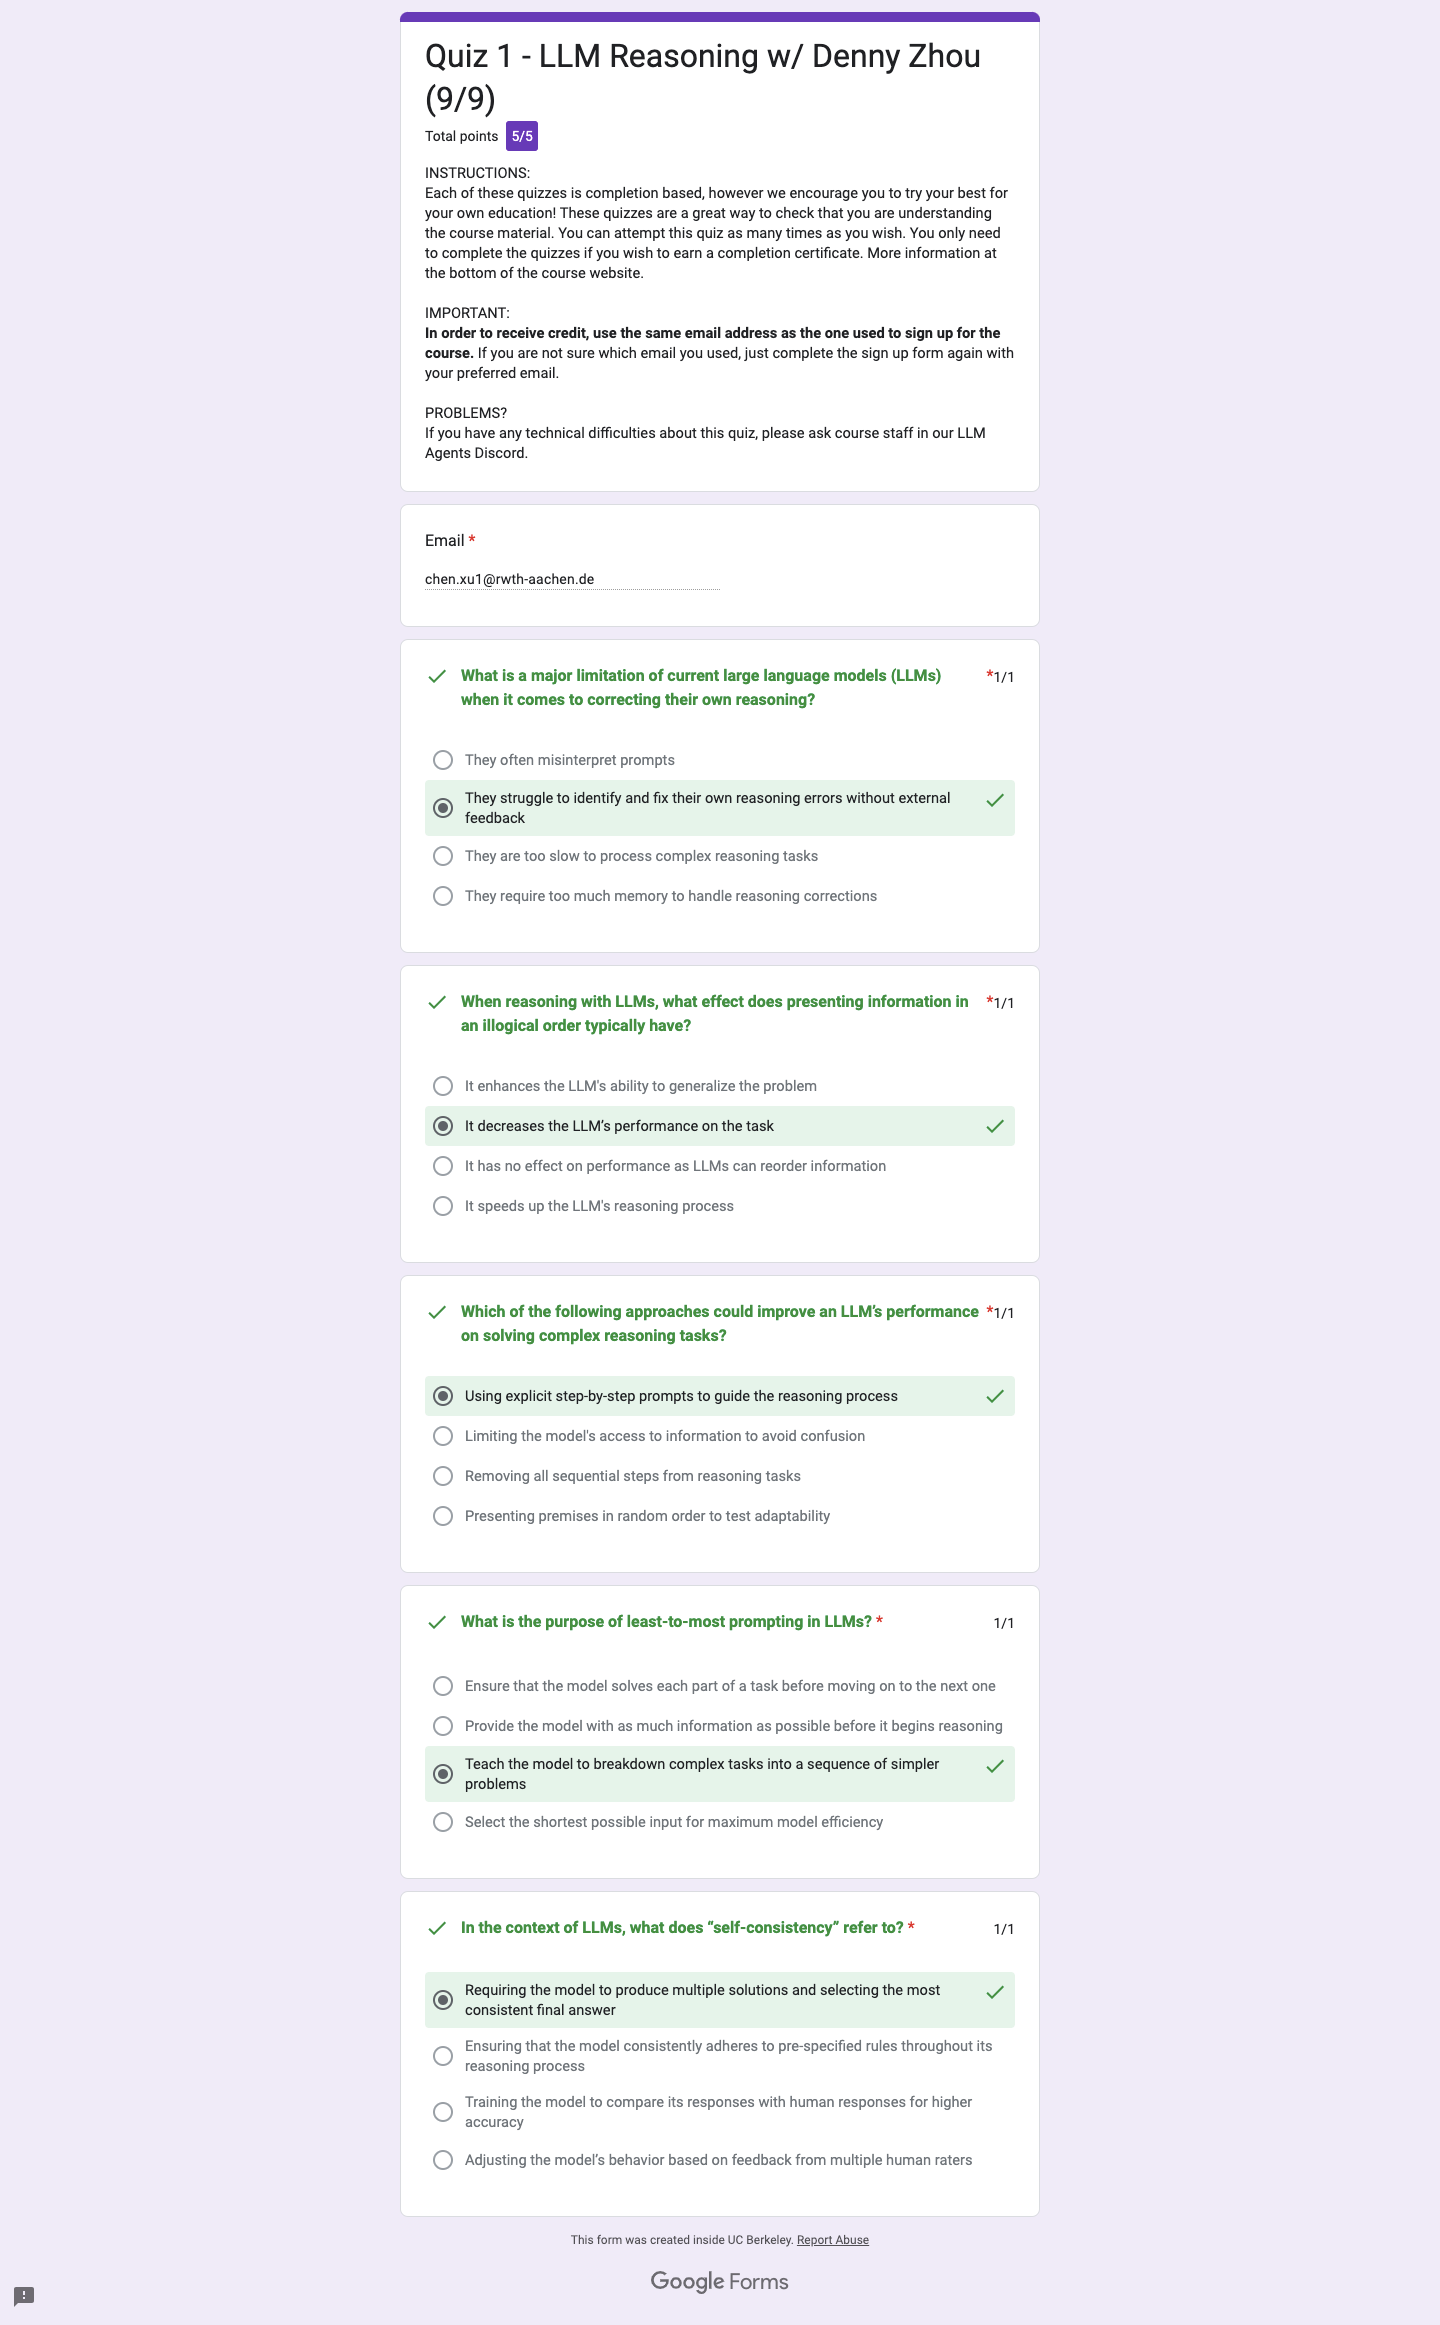 Quiz 1 - LLM Reasoning w/ Denny Zhou
(9/9)
Total points 5/5
INSTRUCTIONS:
Each of these quizzes is completion based, however we encourage you to try your best for
your own education! These quizzes are a great way to check that you are understanding
the course material. You can attempt this quiz as many times as you wish. You only need
to complete the quizzes if you wish to earn a completion certificate. More information at
the bottom of the course website.
IMPORTANT:
In order to receive credit, use the same email address as the one used to sign up for the
course. If you are not sure which email you used, just complete the sign up form again with
your preferred email.
PROBLEMS?
If you have any technical difficulties about this quiz, please ask course staff in our LLM
Agents Discord.
Email *
chen.xu1@rwth-aachen.de
What is a major limitation of current large language models (LLMs) *1/1
when it comes to correcting their own reasoning?
They often misinterpret prompts
They struggle to identify and fix their own reasoning errors without external
feedback
They are too slow to process complex reasoning tasks
They require too much memory to handle reasoning corrections
When reasoning with LLMs, what effect does presenting information in *1/1
an illogical order typically have?
It enhances the LLM's ability to generalize the problem
It decreases the LLM’s performance on the task
It has no effect on performance as LLMs can reorder information
It speeds up the LLM's reasoning process
Which of the following approaches could improve an LLM’s performance *1/1
on solving complex reasoning tasks?
Using explicit step-by-step prompts to guide the reasoning process
Limiting the model's access to information to avoid confusion
Removing all sequential steps from reasoning tasks
Presenting premises in random order to test adaptability
What is the purpose of least-to-most prompting in LLMs? * 1/1
Ensure that the model solves each part of a task before moving on to the next one
Provide the model with as much information as possible before it begins reasoning
Teach the model to breakdown complex tasks into a sequence of simpler
problems
Select the shortest possible input for maximum model efficiency
In the context of LLMs, what does “self-consistency” refer to? * 1/1
Requiring the model to produce multiple solutions and selecting the most
consistent final answer
Ensuring that the model consistently adheres to pre-specified rules throughout its
reasoning process
Training the model to compare its responses with human responses for higher
accuracy
Adjusting the model’s behavior based on feedback from multiple human raters
This form was created inside UC Berkeley. Report Abuse
Google Forms